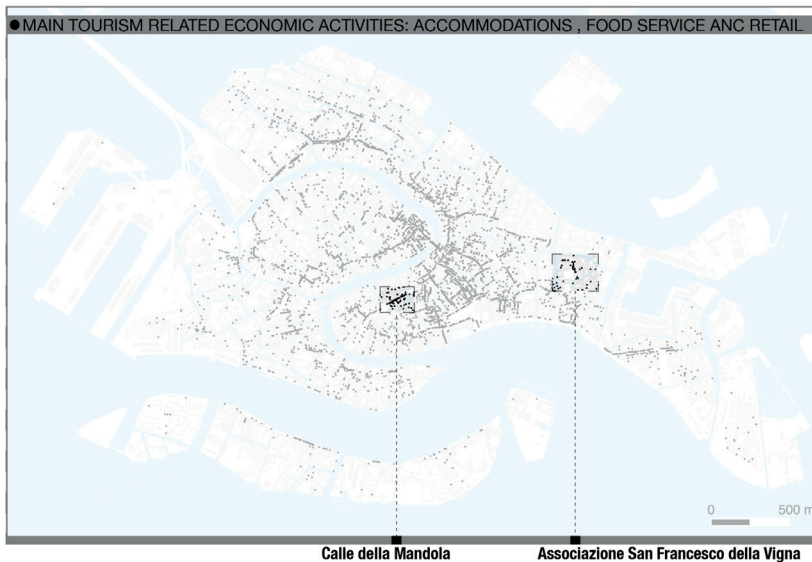 ● MAIN TOURISM RELATED ECONOMIC ACTIVITIES: ACCOMMODATIONS , FOOD SERVICE ANC RETAIL
0 500 m
Calle della Mandola Associazione San Francesco della Vigna